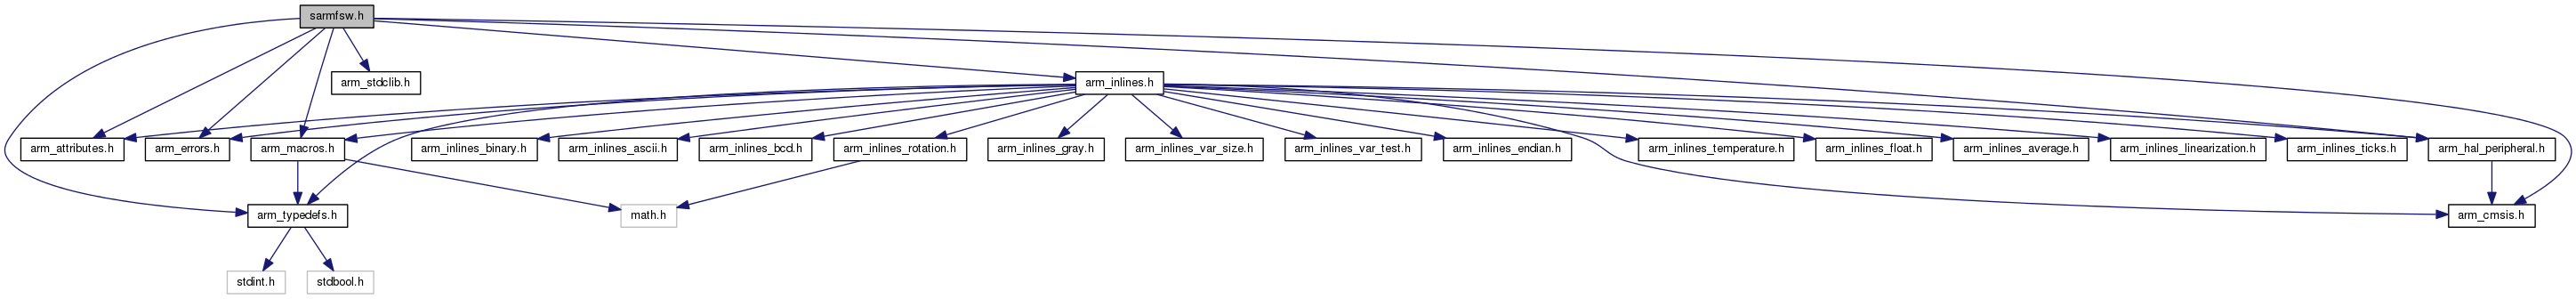 sarmfsw.h
arm_stdclib.h
arm_inlines.h
arm_attributes.h
arm_errors.h
arm_macros.h
arm_inlines_binary.h
arm_inlines_ascii.h
arm_inlines_bcd.h
arm_inlines_rotation.h
arm_inlines_gray.h
arm_inlines_var_size.h
arm_inlines_var_test.h
arm_inlines_endian.h
arm_inlines_temperature.h
arm_inlines_float.h
arm_inlines_average.h
arm_inlines_linearization.h
arm_inlines_ticks.h
arm_hal_peripheral.h
arm_typedefs.h
math.h
arm_cmsis.h
stdint.h
stdbool.h